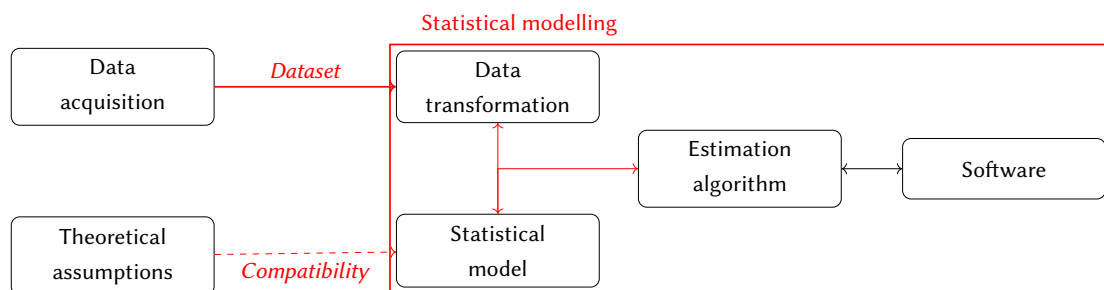 Statistical modelling
Data
acquisition
Dataset
Data
transformation
Estimation
algorithm
Software
Theoretical
assumptions
Compatibility
Statistical
model